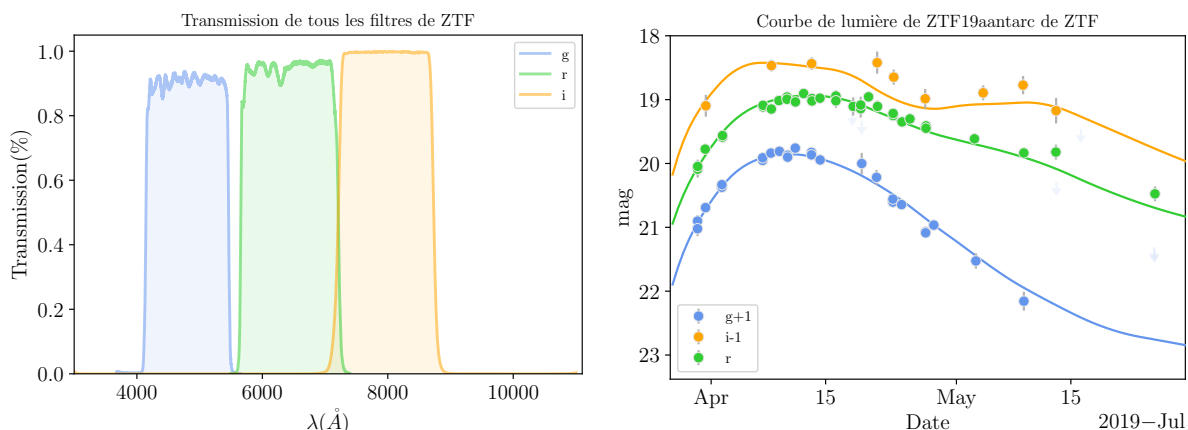 Transmission de tous les filtres de ZTF
1.0
0.8
0.6
0.4
0.2
0.0
Transmission(%)
g
r
i
4000
6000
8000
10000
λ(Å)
Courbe de lumière de ZTF19aantarc de ZTF
18
19
20
21
22
23
mag
g+1
i-1
r
Apr
15
May
15
Date
2019−Jul